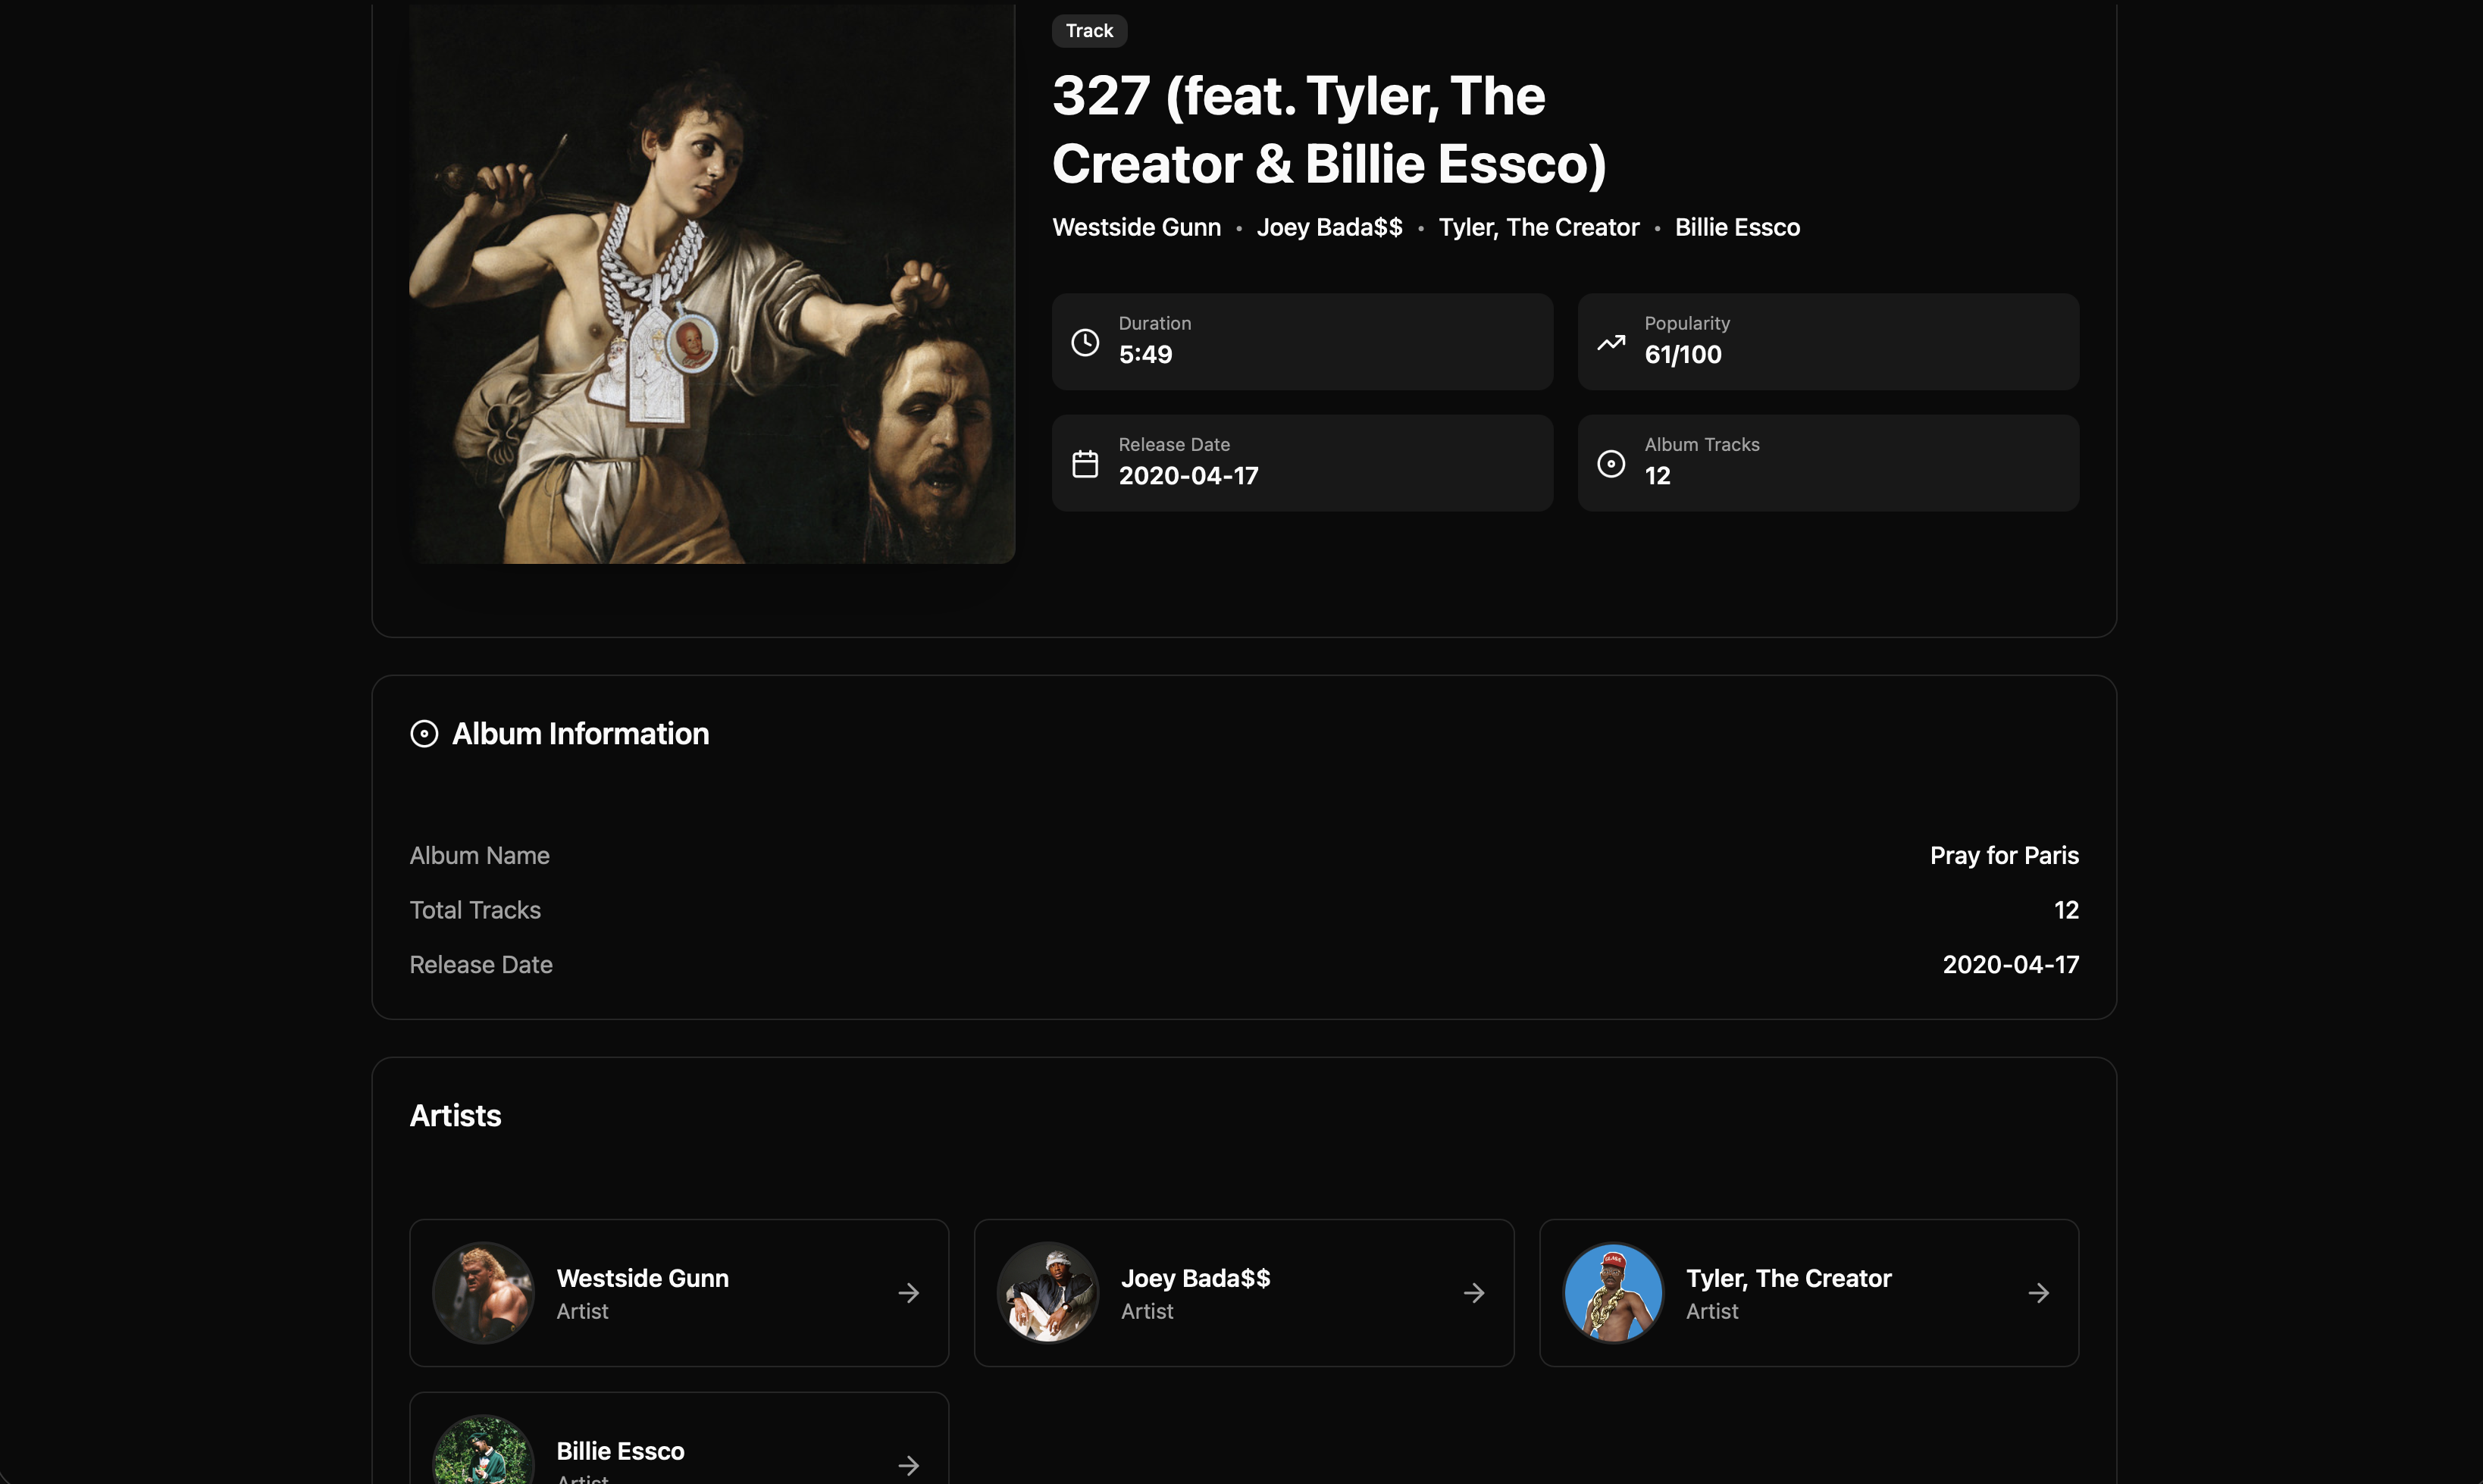 Track
327 (feat. Tyler, The
Creator & Billie Essco)
Westside Gunn • Joey Bada$$ • Tyler, The Creator • Billie Essco
Duration
5:49
Popularity
61/100
Release Date
2020-04-17
Album Tracks
12
Album Information
Album Name
Pray for Paris
Total Tracks
12
Release Date
2020-04-17
Artists
Westside Gunn
Artist
Joey Bada$$
Artist
Tyler, The Creator
Artist
Billie Essco
Artist